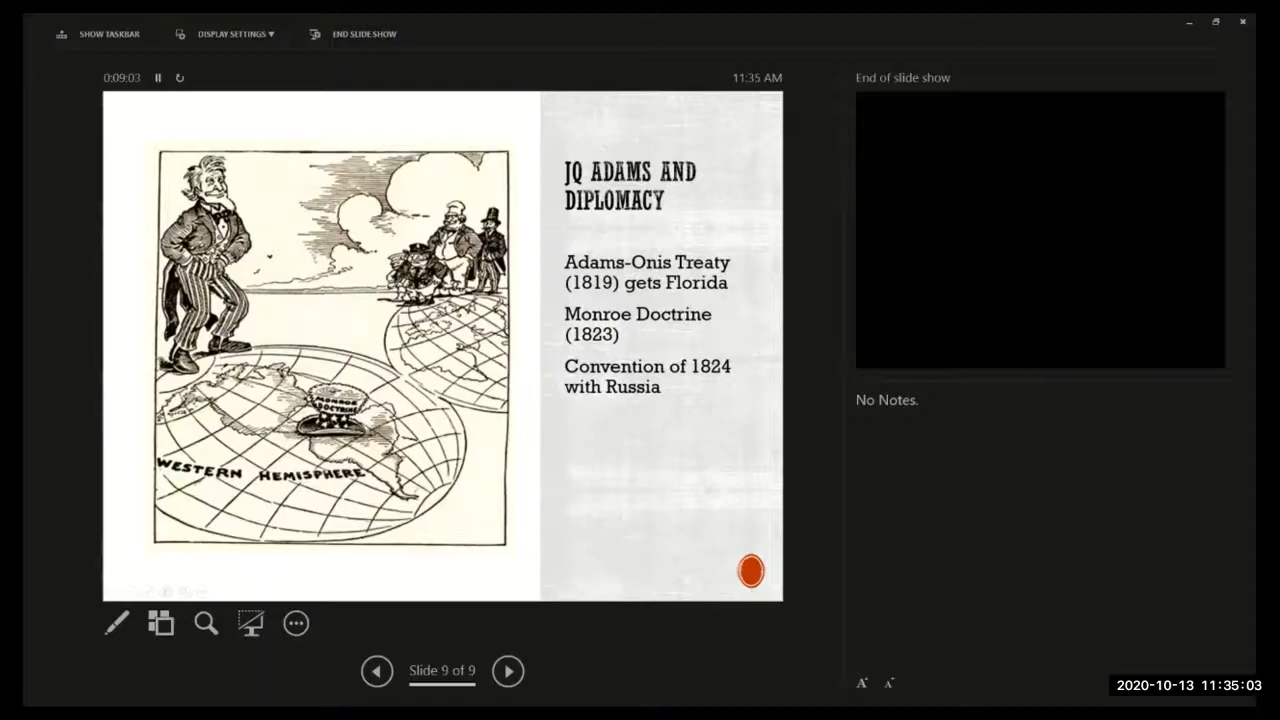 SHOW TASKBAR
DISPLAY SETTINGS ▼
END SLIDE SHOW
0:09:03
11:35 AM
End of slide show
JQ ADAMS AND
DIPLOMACY
Adams-Onis Treaty
(1819) gets Florida
Monroe Doctrine
(1823)
Convention of 1824
with Russia
MONROE
DOCTRINE
WESTERN HEMISPHERE
No Notes.
Slide 9 of 9
A A
2020-10-13 11:35:03